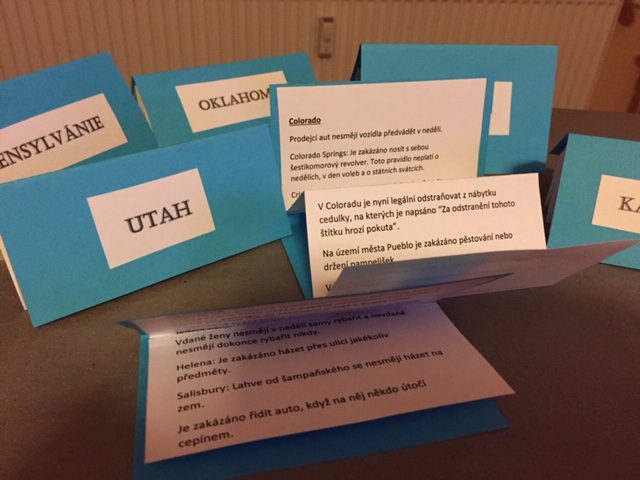 ENSYLVÁNIE
OKLAHOM
UTAH
KA
Colorado
Prodejci aut nesmějí vozidla předvádět v neděli.
Colorado Springs: Je zakázáno nosit s sebou
šestikomorový revolver. Toto pravidlo neplatí o
nedělích, v den voleb a o státních svátcích.
V Coloradu je nyní legální odstraňovat z nábytku
cedulky, na kterých je napsáno "Za odstranění tohoto
štítku hrozí pokuta".
Na území města Pueblo je zakázáno pěstování nebo
držení pampelišek
V
Vdané ženy nesmějí v neděli samy rybařit a nevdané
nesmějí dokonce rybařit nikdy.
Helena: Je zakázáno házet přes ulici jakékoliv
předměty.
Salisbury: Lahve od šampaňského se nesmějí házet na
zem.
Je zakázáno řídit auto, když na něj někdo útočí
cepínem.